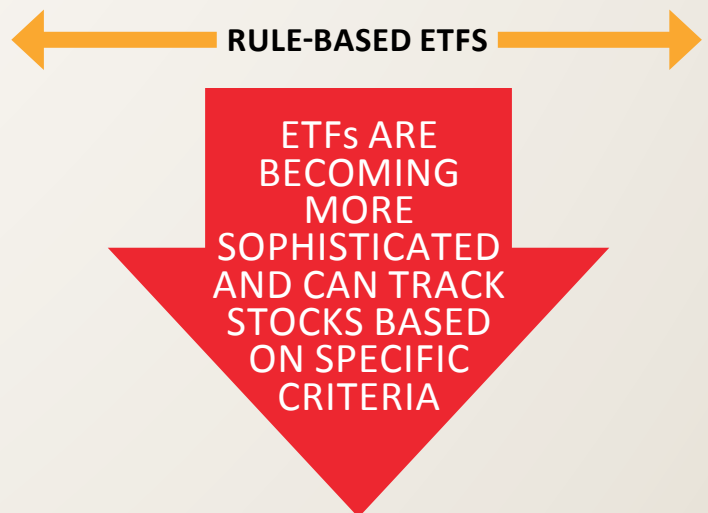 RULE-BASED ETFS
ETFs ARE
BECOMING
MORE
SOPHISTICATED
AND CAN TRACK
STOCKS BASED
ON SPECIFIC
CRITERIA